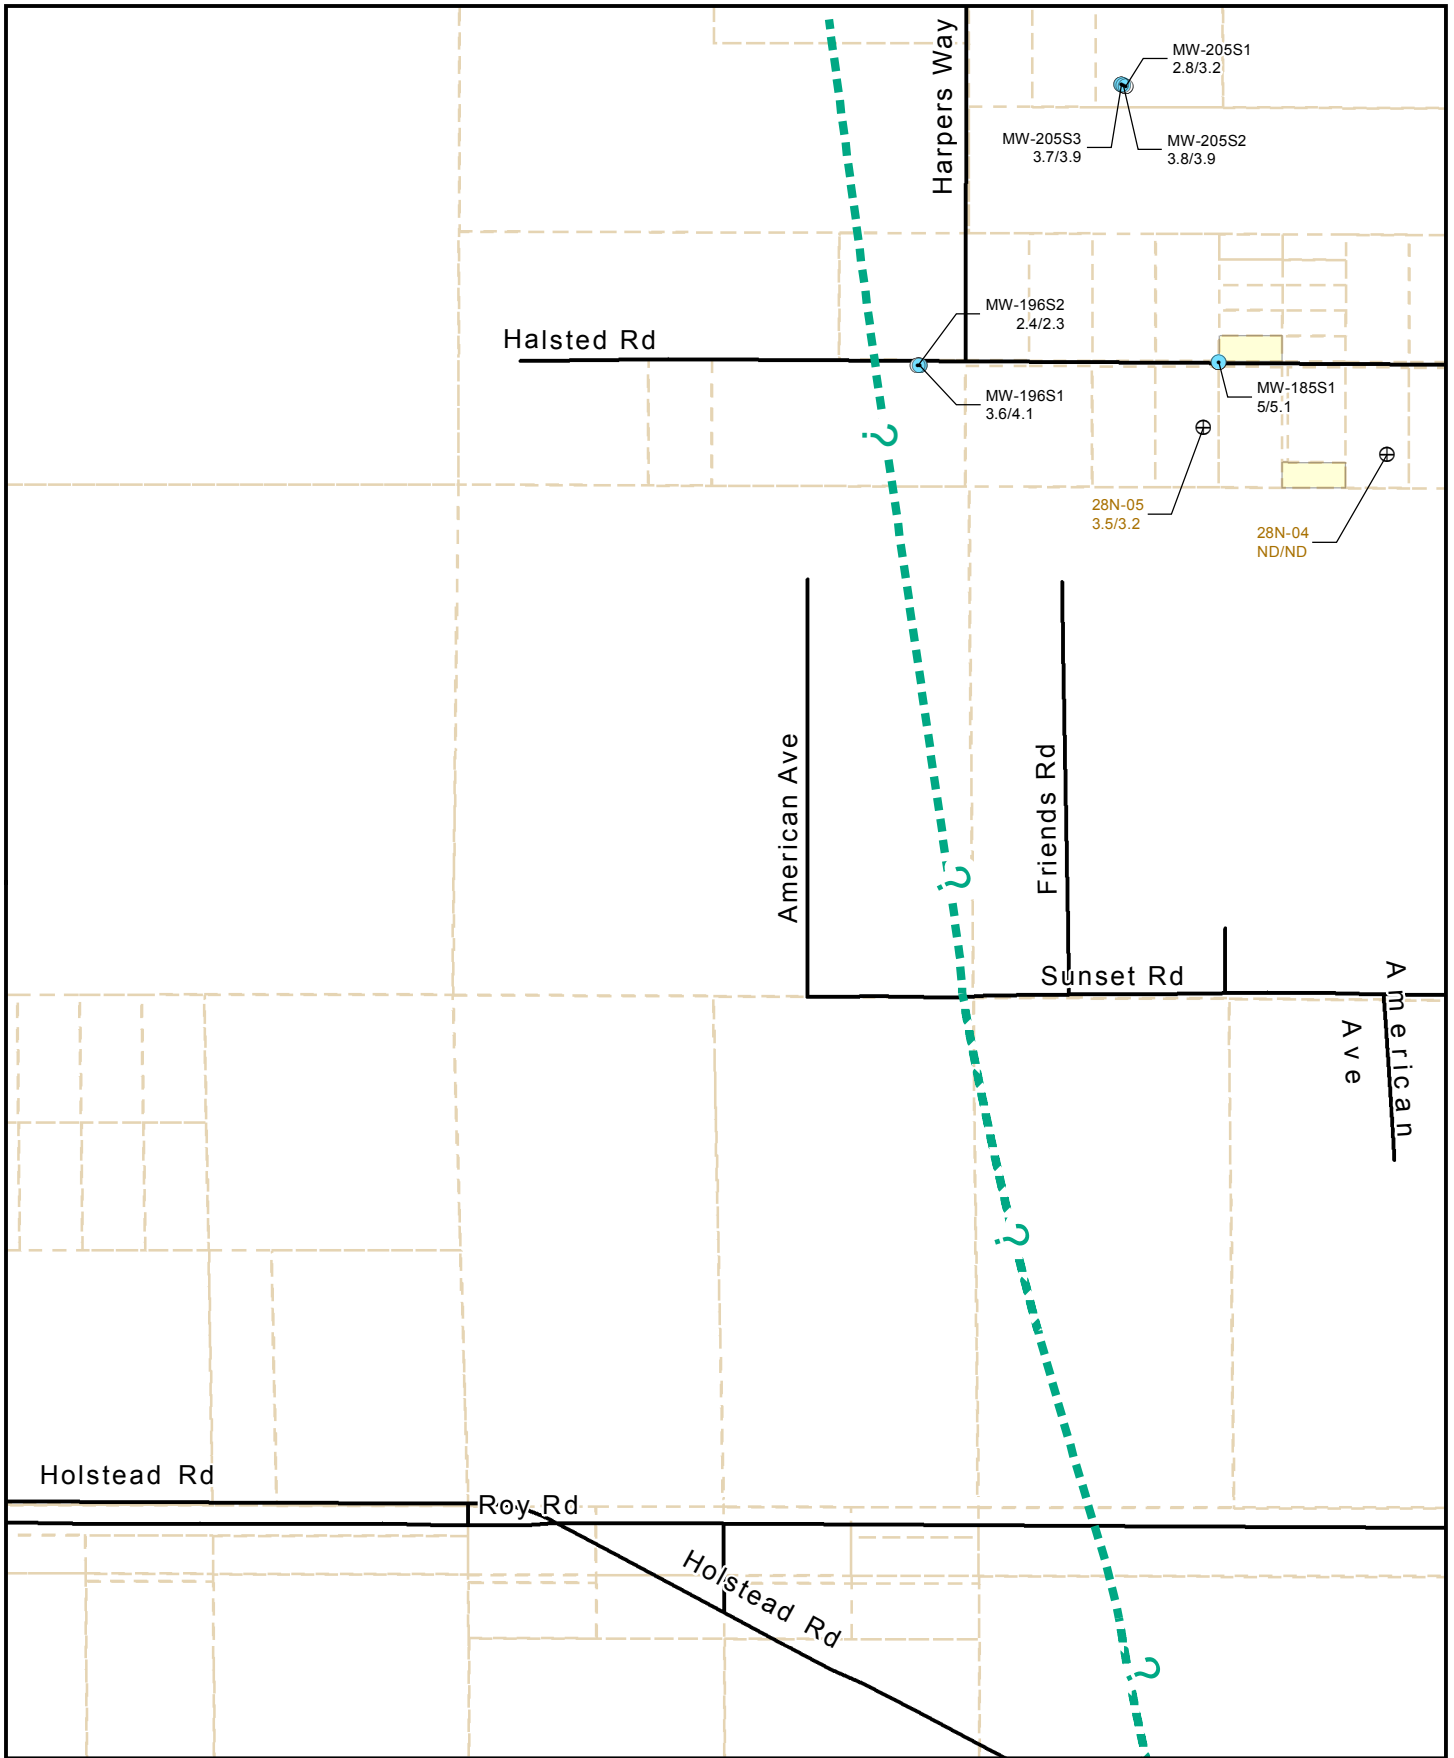 Harpers Way
MW-205S1
2.8/3.2
MW-205S3
3.7/3.9
MW-205S2
3.8/3.9
MW-196S2
2.4/2.3
Halsted Rd
MW-196S1
3.6/4.1
MW-185S1
5/5.1
?
28N-05
3.5/3.2
28N-04
ND/ND
American Ave
Friends Rd
?
Sunset Rd
American
Ave
?
Holstead Rd
Roy Rd
Holstead Rd
?